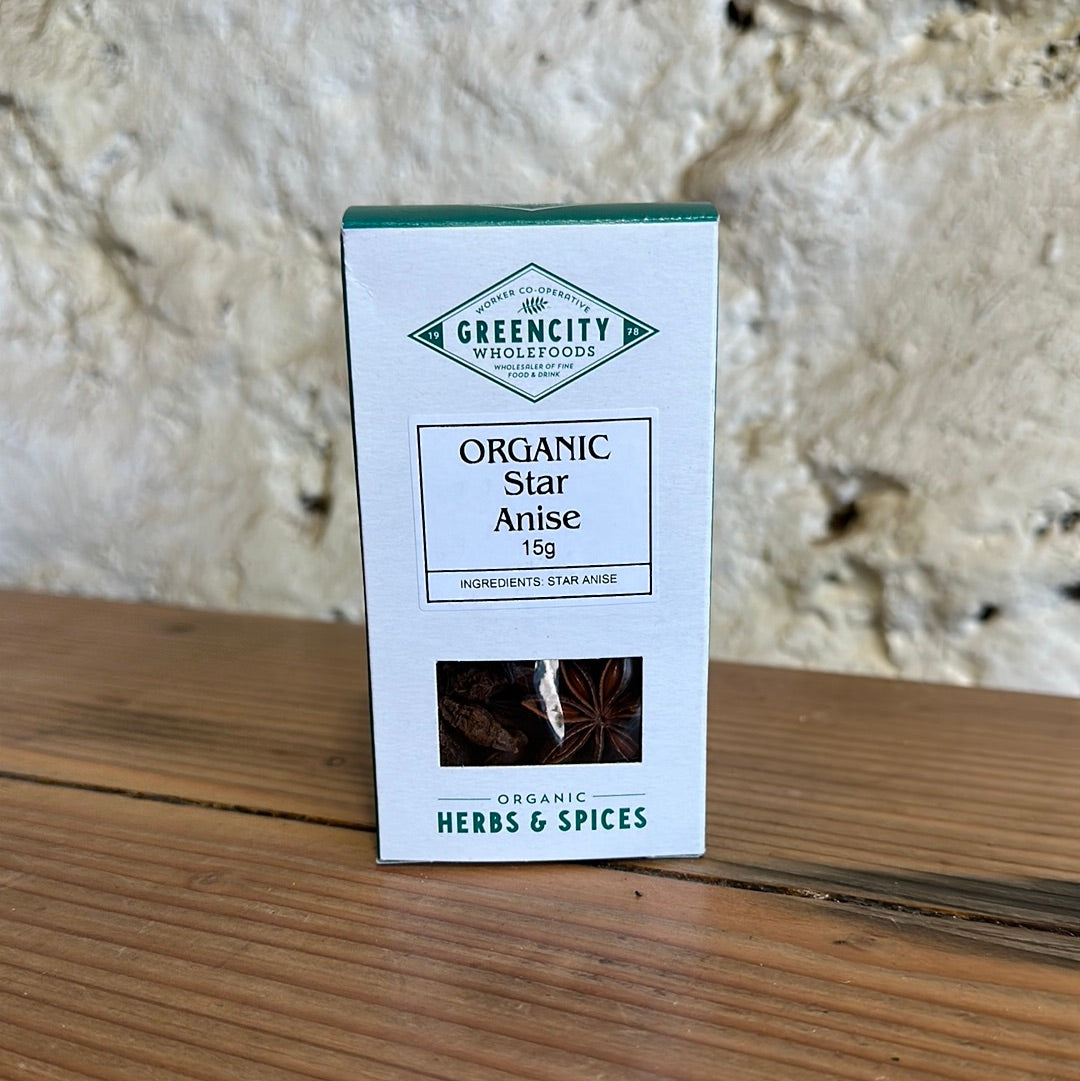 WORKER CO-OPERATIVE
19 GREENCITY 78
WHOLEFOODS
WHOLESALER OF FINE
FOOD & DRINK
ORGANIC
Star
Anise
15g
INGREDIENTS: STAR ANISE
ORGANIC
HERBS & SPICES